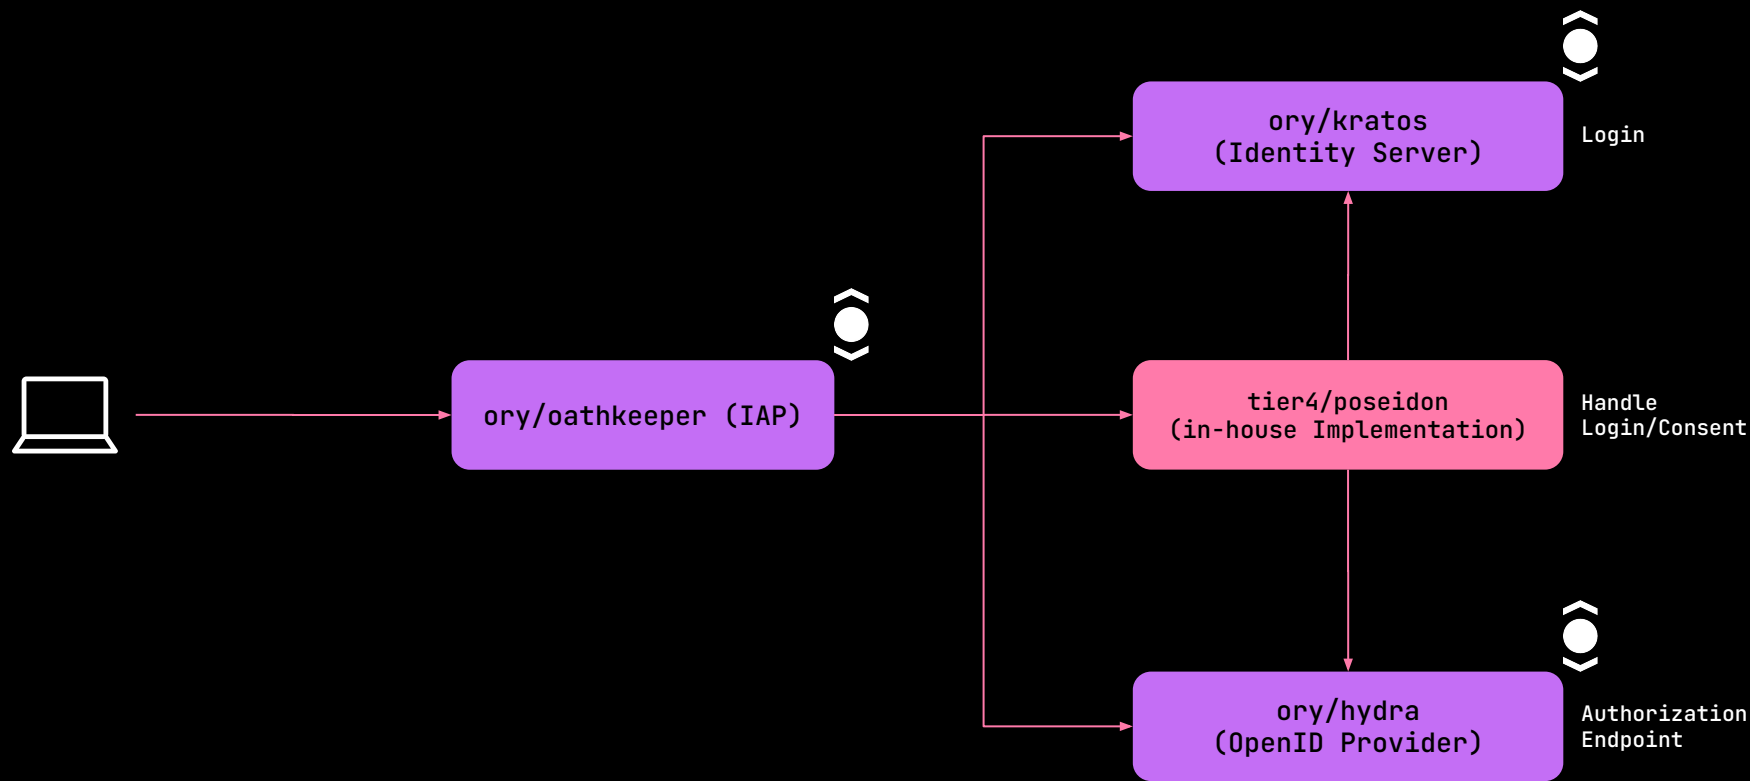 ory/kratos
(Identity Server)
Login
ory/oathkeeper (IAP)
tier4/poseidon
(in-house Implementation)
Handle
Login/Consent
ory/hydra
(OpenID Provider)
Authorization
Endpoint